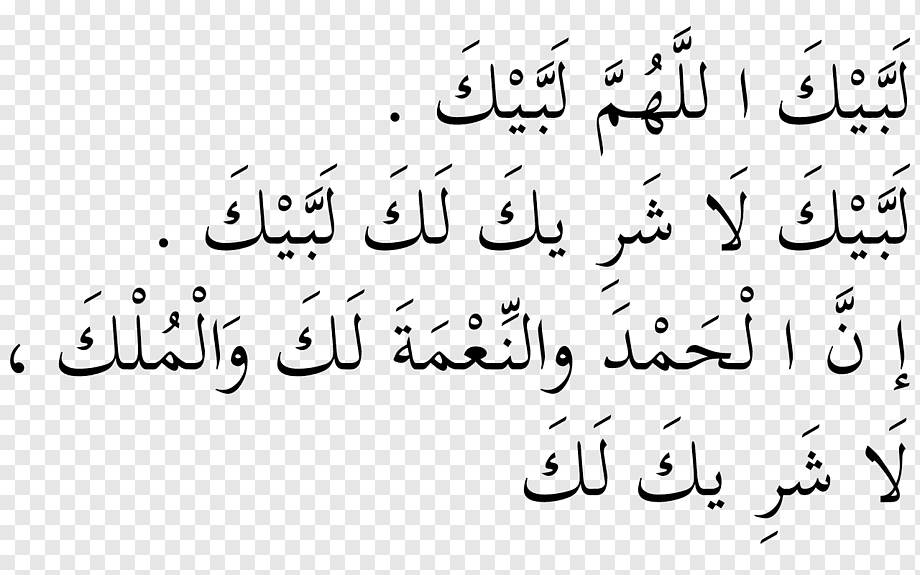 لَبَّيْكَ ا للَّهُمَّ لَبَّيْكَ .
لَبَّيْكَ لَا شَر يكَ لَكَ لَبَّيْكَ .
إ نَّ ا لْحَمْدَ والنِّعْمَةَ لَكَ وَالْمُلْكَ ،
لَا شَرِ يكَ لَكَ